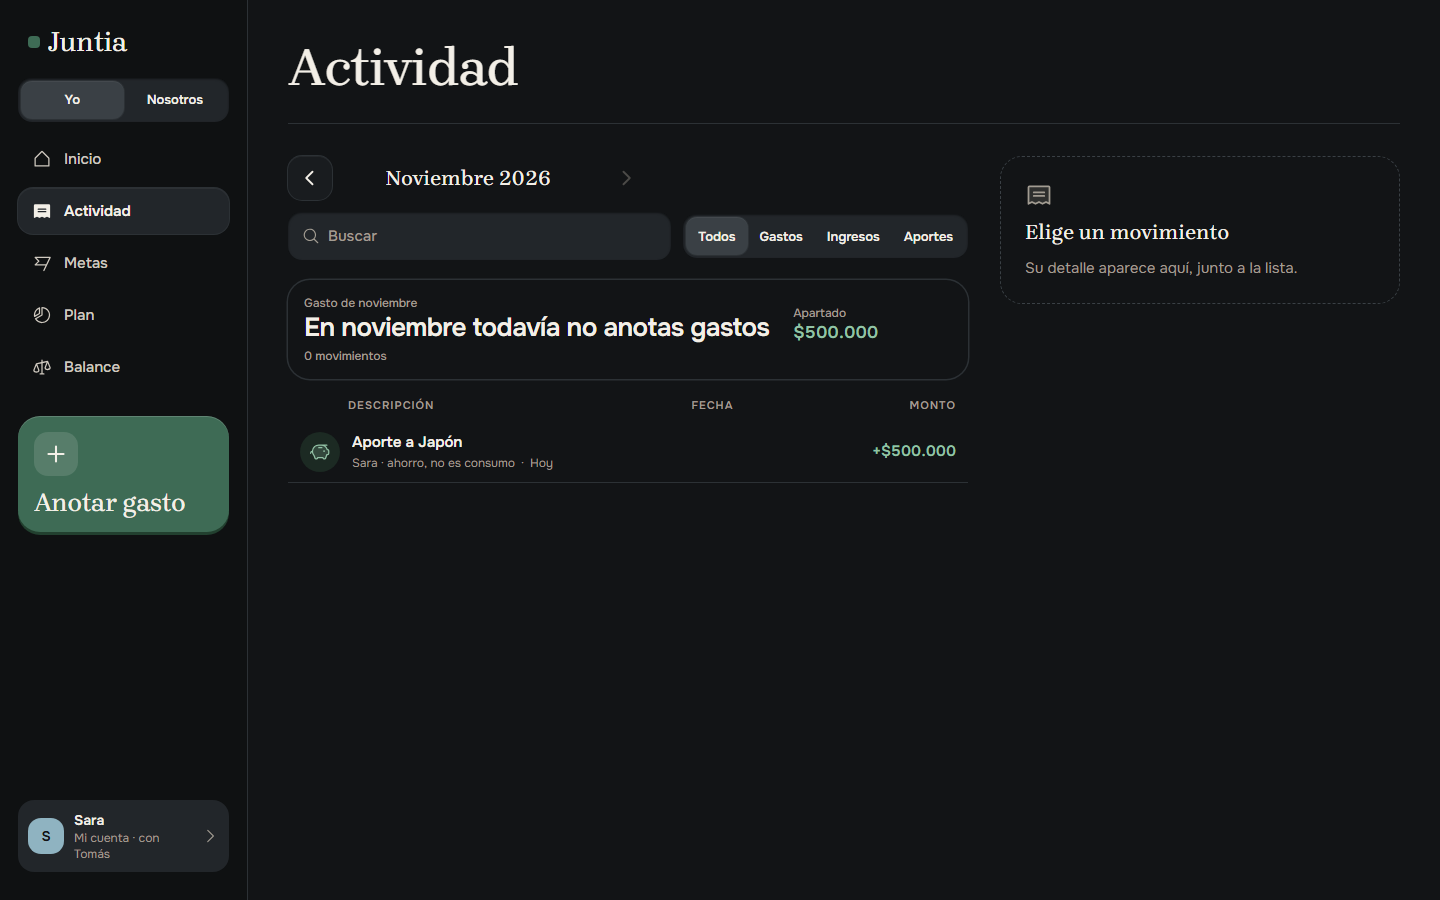 Juntia
Yo
Nosotros
Inicio
Actividad
Metas
Plan
Balance
Anotar gasto
S
Sara
Mi cuenta · con
Tomás
Actividad
Noviembre 2026
Buscar
Todos
Gastos
Ingresos
Aportes
Gasto de noviembre
En noviembre todavía no anotas gastos
0 movimientos
Apartado
$500.000
DESCRIPCIÓN
FECHA
MONTO
Aporte a Japón
Sara · ahorro, no es consumo · Hoy
+$500.000
Elige un movimiento
Su detalle aparece aquí, junto a la lista.